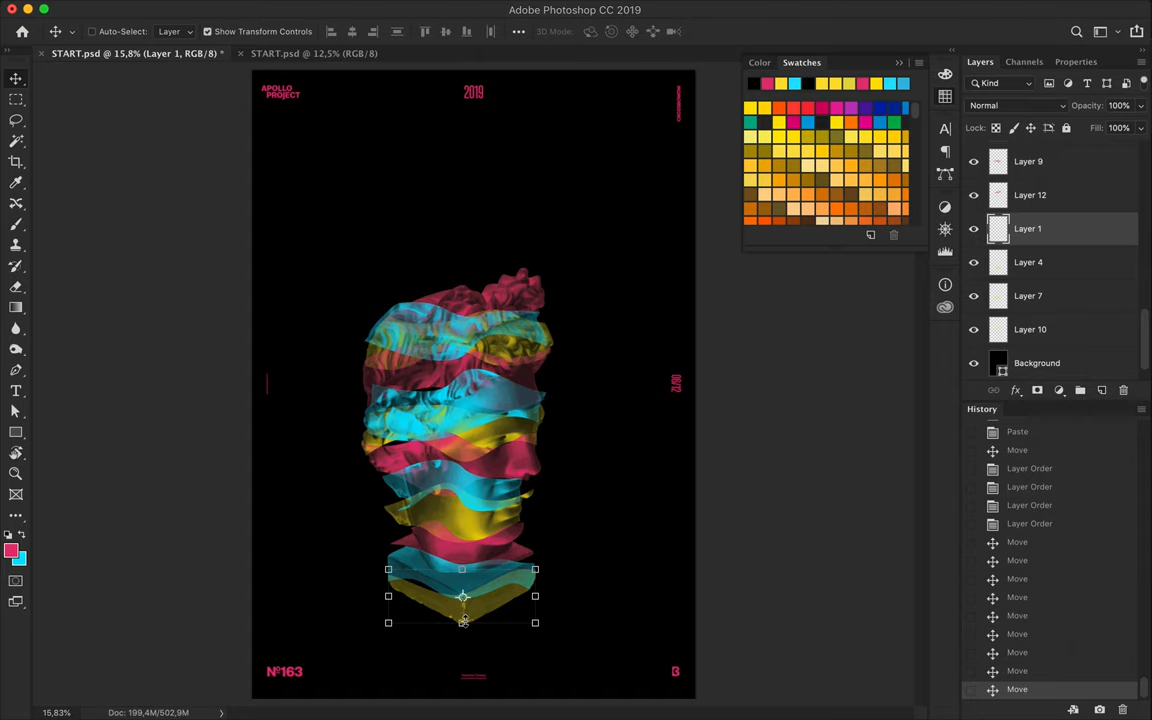 Adobe Photoshop CC 2019
Auto-Select:
Layer
Show Transform Controls
3D Mode:
START.psd @ 15,8% (Layer 1, RGB/8) *
START.psd @ 12,5% (RGB/8)
Color
Swatches
Layers
Channels
Properties
Kind
Normal
Opacity: 100%
Lock:
Fill: 100%
Layer 9
Layer 12
Layer 1
Layer 4
Layer 7
Layer 10
Background
History
Paste
Move
Layer Order
Layer Order
Layer Order
Layer Order
Move
Move
Move
Move
Move
Move
Move
Move
Move
APOLLO
PROJECT
2019
08/12
Nº163
B
15,83%
Doc: 199,4M/502,9M